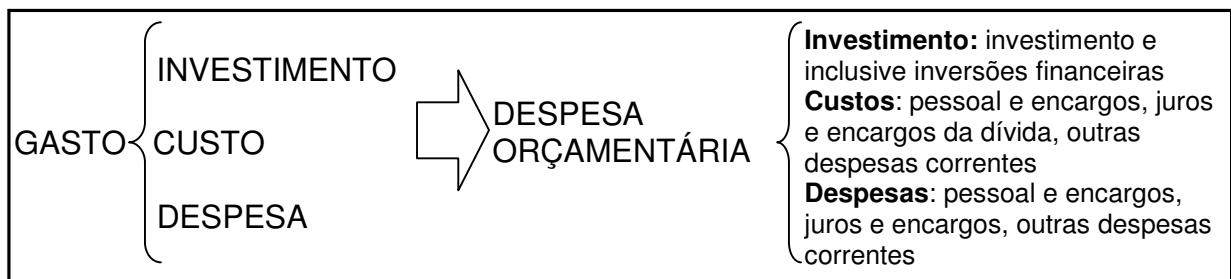 GASTO
INVESTIMENTO
CUSTO
DESPESA
DESPESA
ORÇAMENTÁRIA
Investimento: investimento e
inclusive inversões financeiras
Custos: pessoal e encargos, juros
e encargos da dívida, outras
despesas correntes
Despesas: pessoal e encargos,
juros e encargos, outras despesas
correntes